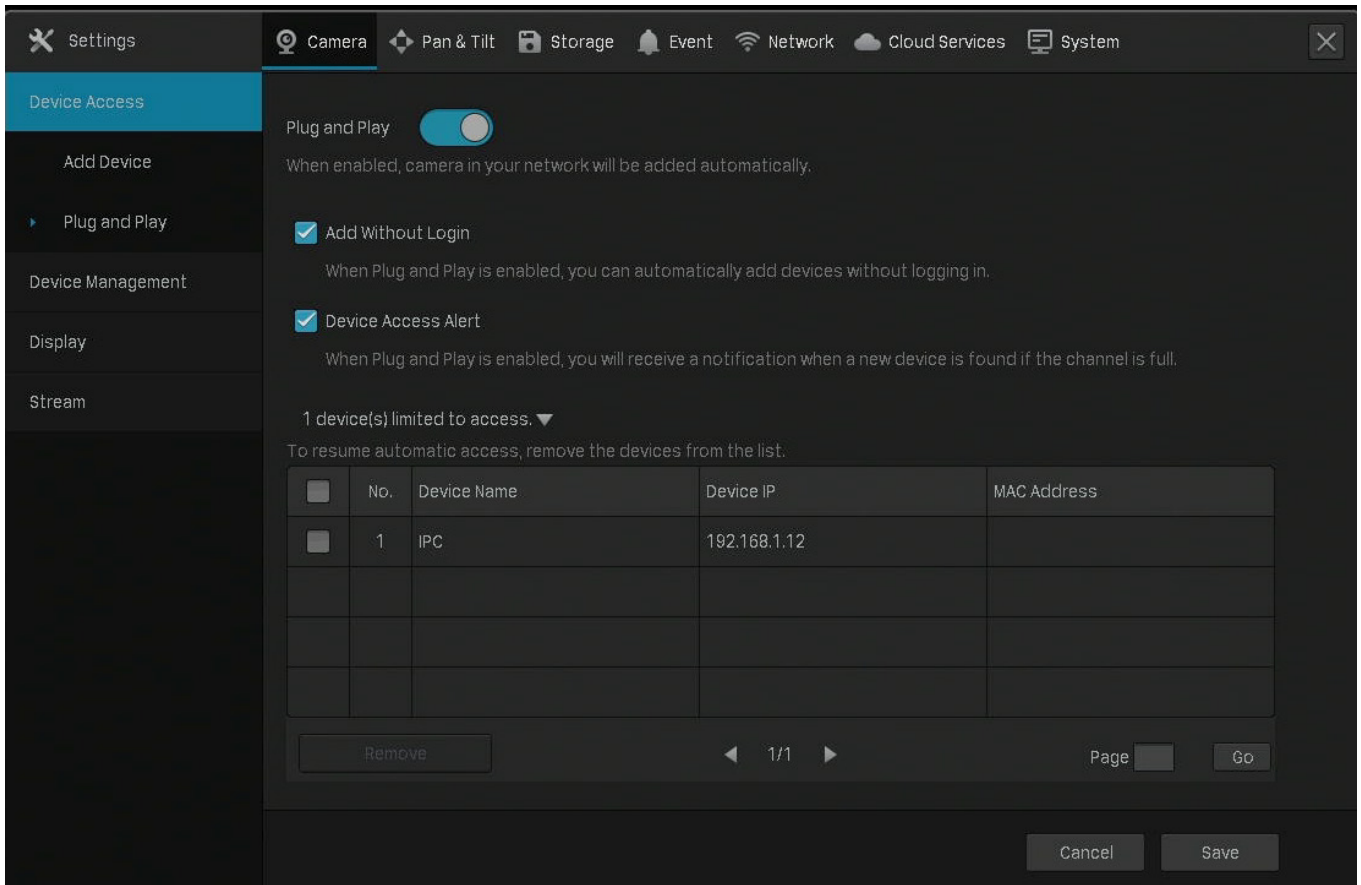 Settings
Camera Pan & Tilt Storage Event Network Cloud Services System
Device Access
Add Device
Plug and Play
Device Management
Display
Stream
Plug and Play
When enabled, camera in your network will be added automatically.
Add Without Login
When Plug and Play is enabled, you can automatically add devices without logging in.
Device Access Alert
When Plug and Play is enabled, you will receive a notification when a new device is found if the channel is full.
1 device(s) limited to access.
To resume automatic access, remove the devices from the list.
No. Device Name Device IP MAC Address
1 IPC 192.168.1.12
Remove 1/1 Page Go
Cancel Save